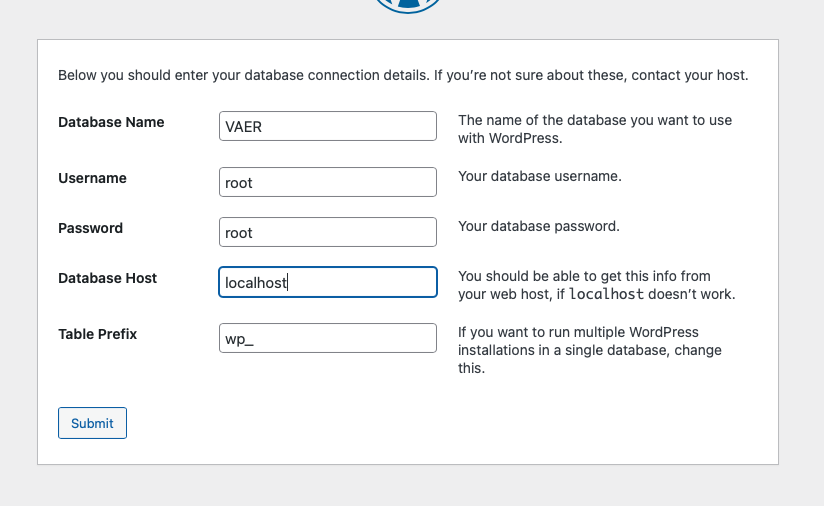 Below you should enter your database connection details. If you’re not sure about these, contact your host.
Database Name
VAER
The name of the database you want to use
with WordPress.
Username
root
Your database username.
Password
root
Your database password.
Database Host
localhost
You should be able to get this info from
your web host, if localhost doesn’t work.
Table Prefix
wp_
If you want to run multiple WordPress
installations in a single database, change
this.
Submit